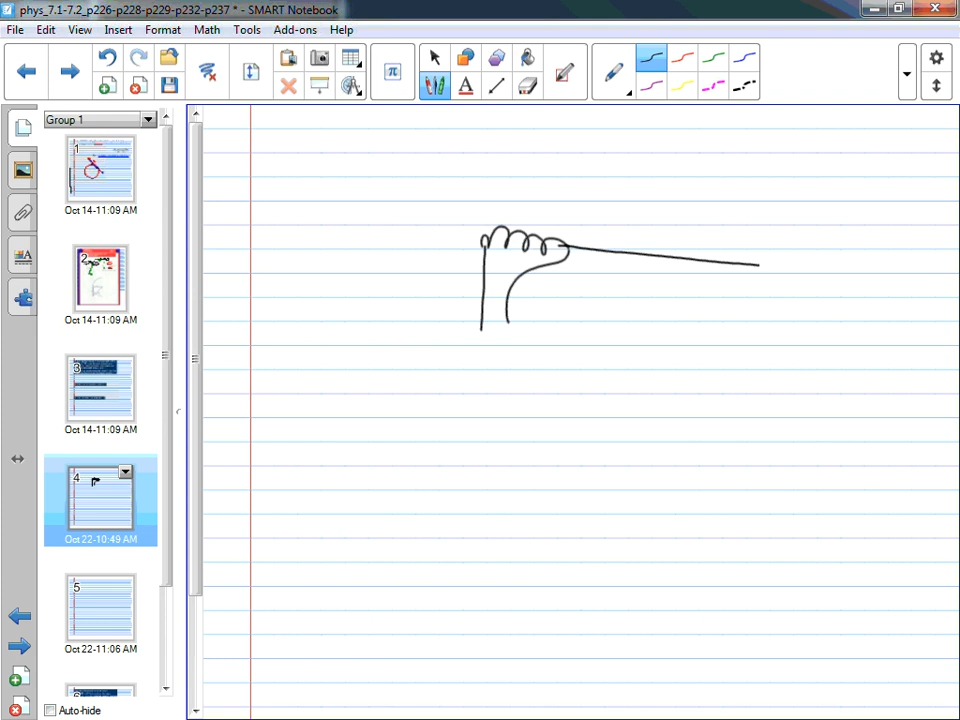 phys_7.1-7.2_p226-p228-p229-p232-p237 * - SMART Notebook
File Edit View Insert Format Math Tools Add-ons Help
π
A
Group 1
1
Oct 14-11:09 AM
2
Oct 14-11:09 AM
3
Oct 14-11:09 AM
4
Oct 22-10:49 AM
5
Oct 22-11:06 AM
Auto-hide